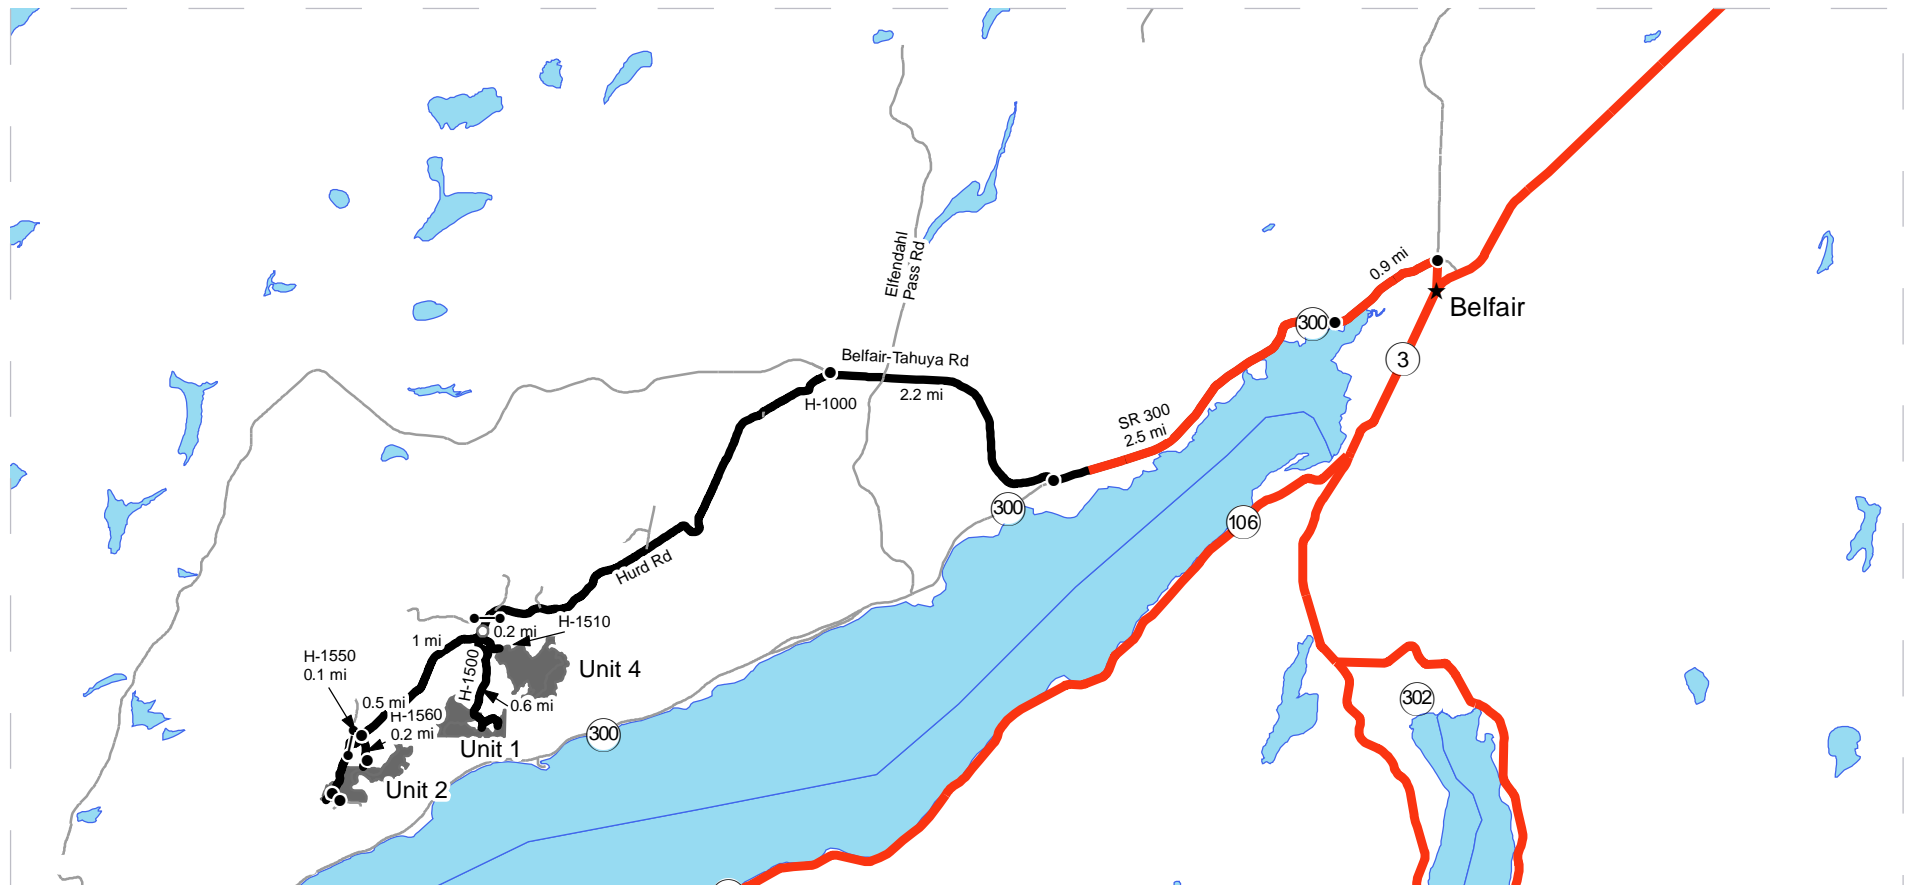 Elfendahl
Pass Rd
0.9 mi
Belfair
300
3
Belfair-Tahuya Rd
2.2 mi
H-1000
SR 300
2.5 mi
300
106
Hurd Rd
H-1510
0.2 mi
1 mi
H-1500
Unit 4
H-1550
0.1 mi
0.5 mi
H-1560
0.2 mi
0.6 mi
302
Unit 1
300
Unit 2